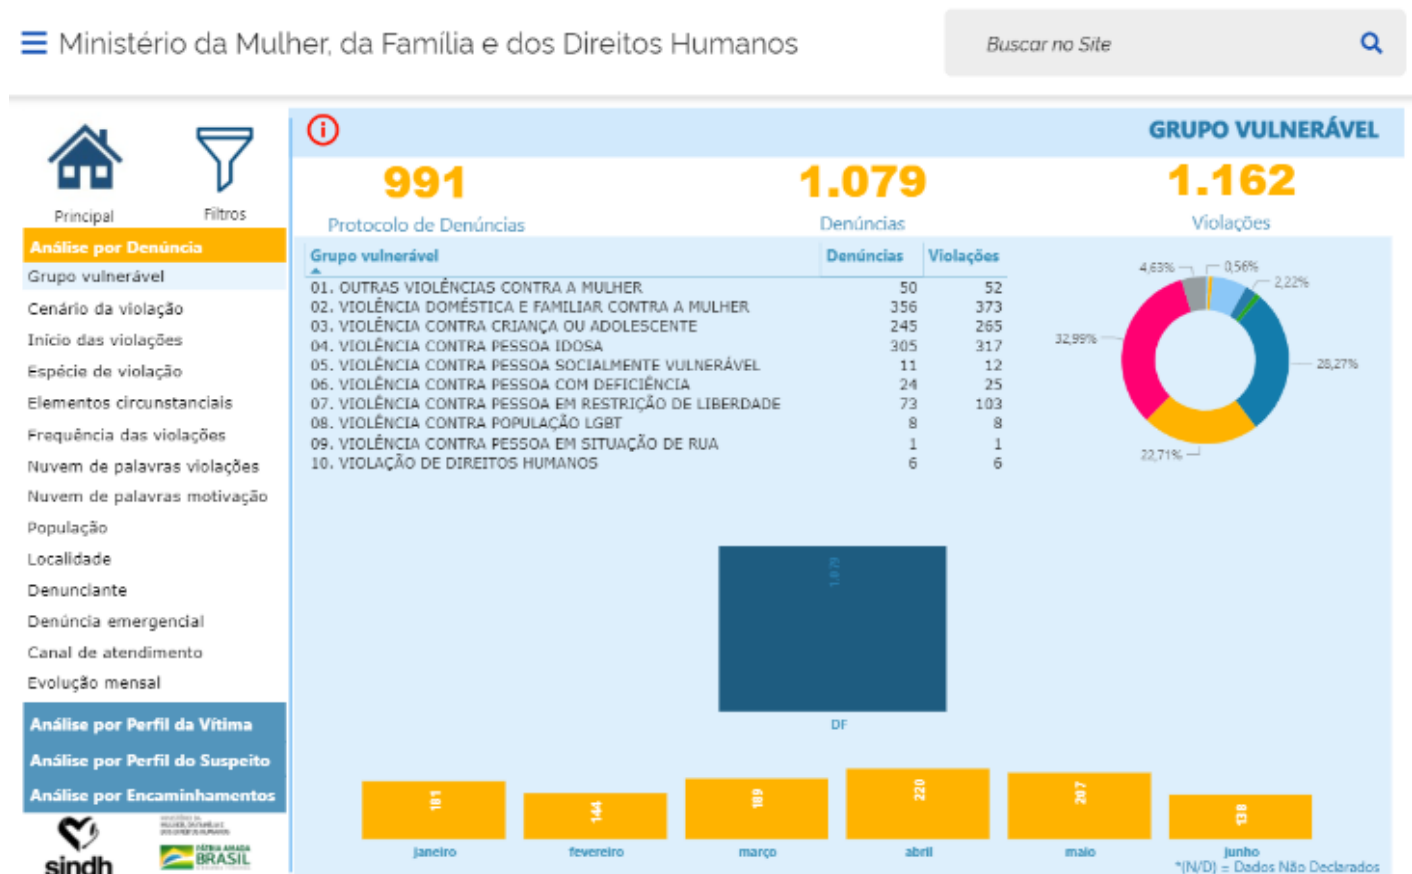 Ministério da Mulher, da Família e dos Direitos Humanos
Buscar no Site
Principal
Filtros
GRUPO VULNERÁVEL
991
Protocolo de Denúncias
1.079
Denúncias
1.162
Violações
Análise por Denúncia
Grupo vulnerável
Cenário da violação
Início das violações
Espécie de violação
Elementos circunstanciais
Frequência das violações
Nuvem de palavras violações
Nuvem de palavras motivação
População
Localidade
Denunciante
Denúncia emergencial
Canal de atendimento
Evolução mensal
Análise por Perfil da Vítima
Análise por Perfil do Suspeito
Análise por Encaminhamentos
sindh
PÁTRIA AMADA
BRASIL
Grupo vulnerável Denúncias Violações
01. OUTRAS VIOLÊNCIAS CONTRA A MULHER 50 52
02. VIOLÊNCIA DOMÉSTICA E FAMILIAR CONTRA A MULHER 356 373
03. VIOLÊNCIA CONTRA CRIANÇA OU ADOLESCENTE 245 265
04. VIOLÊNCIA CONTRA PESSOA IDOSA 305 317
05. VIOLÊNCIA CONTRA PESSOA SOCIALMENTE VULNERÁVEL 11 12
06. VIOLÊNCIA CONTRA PESSOA COM DEFICIÊNCIA 24 25
07. VIOLÊNCIA CONTRA PESSOA EM RESTRIÇÃO DE LIBERDADE 73 103
08. VIOLÊNCIA CONTRA POPULAÇÃO LGBT 8 8
09. VIOLÊNCIA CONTRA PESSOA EM SITUAÇÃO DE RUA 1 1
10. VIOLAÇÃO DE DIREITOS HUMANOS 6 6
4,63%
0,56%
2,22%
32,99%
28,27%
22,71%
1.079
DF
181
144
189
220
207
138
janeiro
fevereiro
março
abril
maio
junho
*(N/D) = Dados Não Declarados